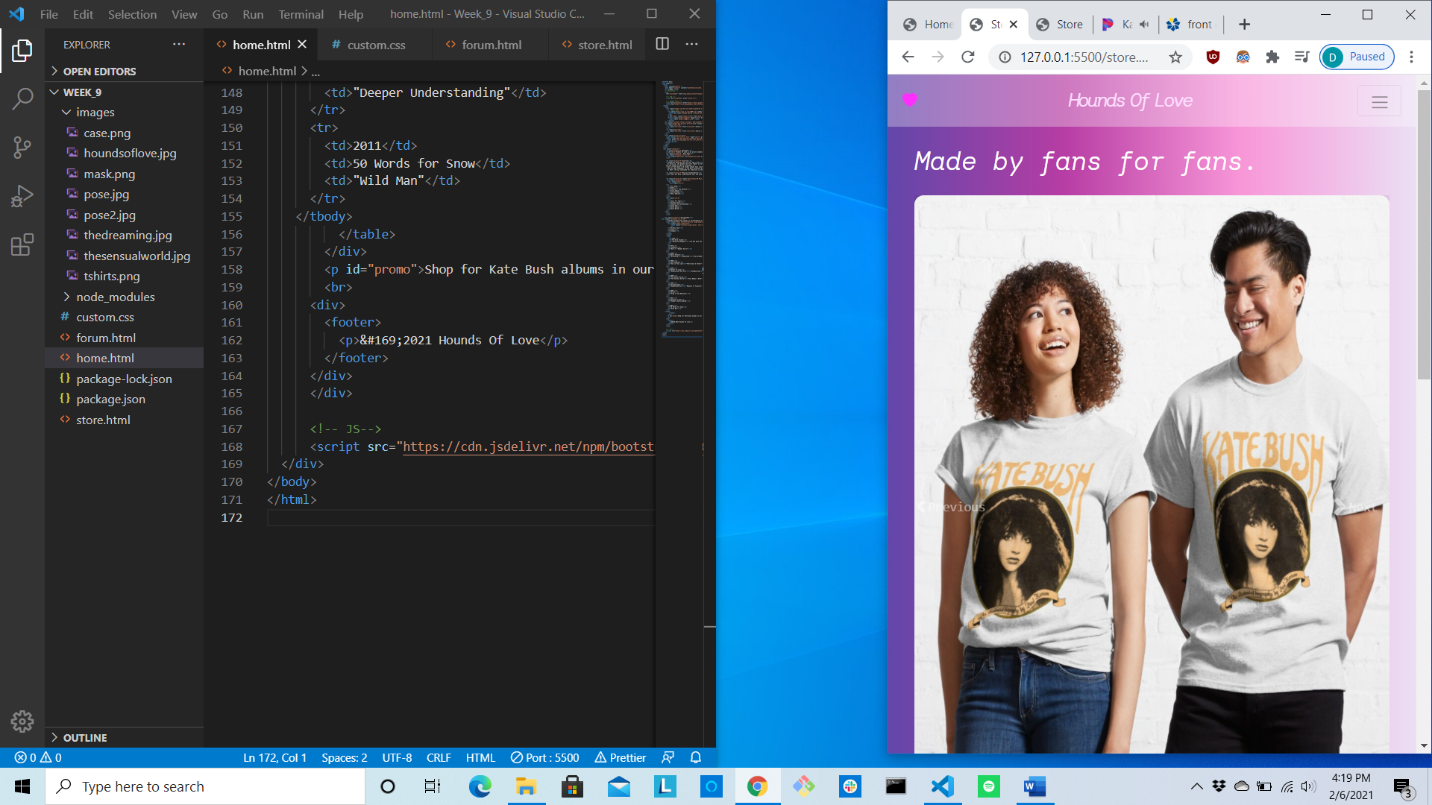 File Edit Selection View Go Run Terminal Help home.html - Week_9 - Visual Studio C...
EXPLORER
OPEN EDITORS
WEEK_9
images
case.png
houndsoflove.jpg
mask.png
pose.jpg
pose2.jpg
thedreaming.jpg
thesensualworld.jpg
tshirts.png
node_modules
custom.css
forum.html
home.html
package-lock.json
package.json
store.html
OUTLINE
home.html custom.css forum.html store.html
home.html > ...
148 <td>"Deeper Understanding"</td>
149 </tr>
150 <tr>
151 <td>2011</td>
152 <td>50 Words for Snow</td>
153 <td>"Wild Man"</td>
154 </tr>
155 </tbody>
156 </table>
157 </div>
158 <p id="promo">Shop for Kate Bush albums in our
159 <br>
160 <div>
161 <footer>
162 <p>&#169;2021 Hounds Of Love</p>
163 </footer>
164 </div>
165 </div>
166
167 <!-- JS-->
168 <script src="https://cdn.jsdelivr.net/npm/bootst
169 </div>
170 </body>
171 </html>
172
0 0 Ln 172, Col 1 Spaces: 2 UTF-8 CRLF HTML Port : 5500 Prettier
Home St Store Ka front
127.0.0.1:5500/store.... D Paused
Hounds Of Love
Made by fans for fans.
KATE BUSH
KATE BUSH
Previous Next
Type here to search
4:19 PM
2/6/2021
3